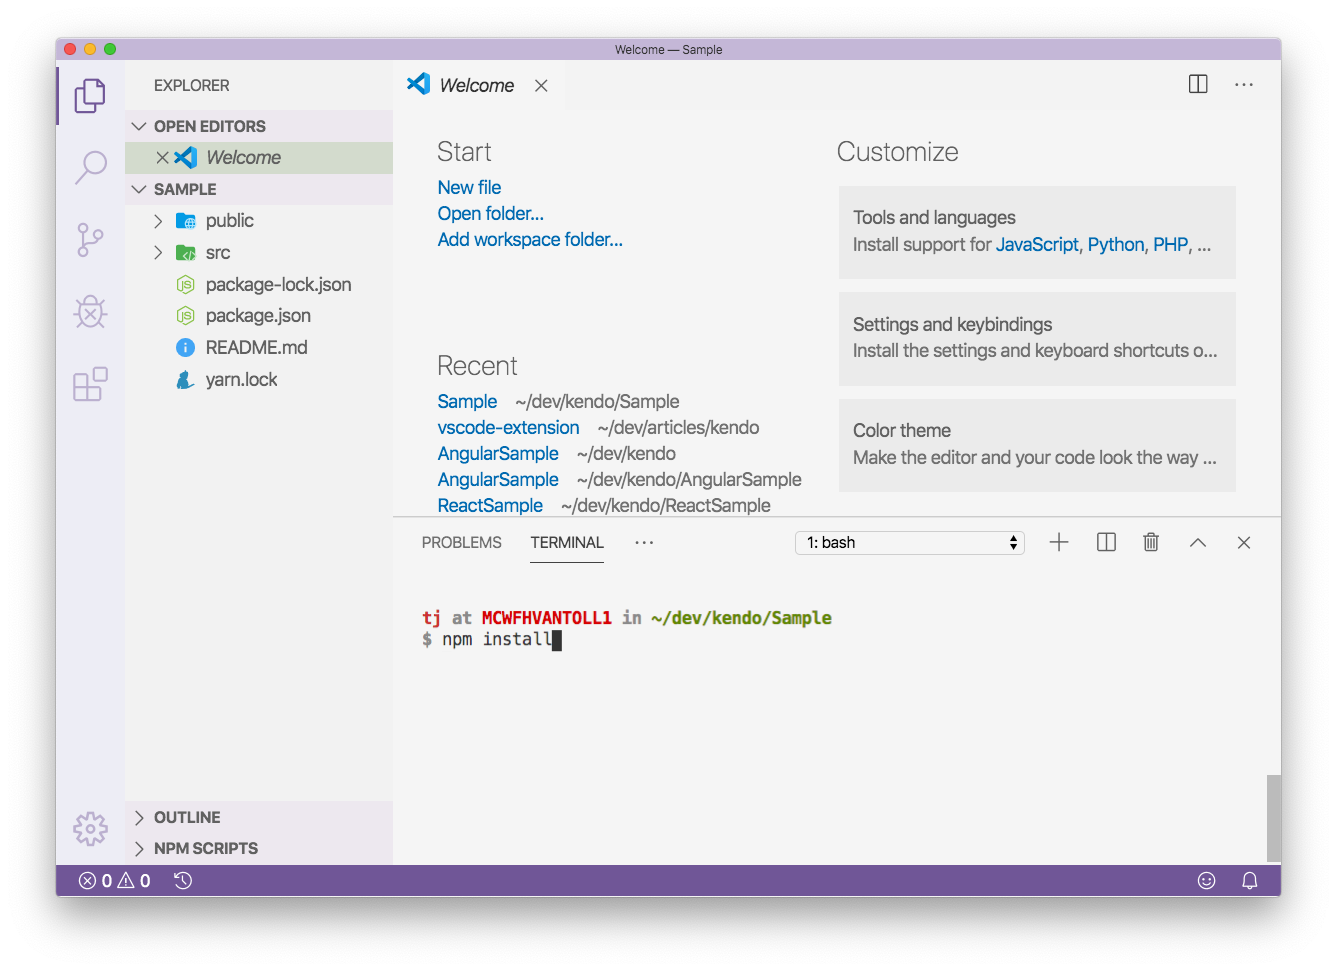 Welcome — Sample
EXPLORER
OPEN EDITORS
Welcome
SAMPLE
public
src
package-lock.json
package.json
README.md
yarn.lock
OUTLINE
NPM SCRIPTS
Welcome
Start
New file
Open folder...
Add workspace folder...
Recent
Sample ~/dev/kendo/Sample
vscode-extension ~/dev/articles/kendo
AngularSample ~/dev/kendo
AngularSample ~/dev/kendo/AngularSample
ReactSample ~/dev/kendo/ReactSample
Customize
Tools and languages
Install support for JavaScript, Python, PHP, ...
Settings and keybindings
Install the settings and keyboard shortcuts o...
Color theme
Make the editor and your code look the way ...
PROBLEMS TERMINAL ... 1: bash
tj at MCWFHVANTOLL1 in ~/dev/kendo/Sample
$ npm install
0 0